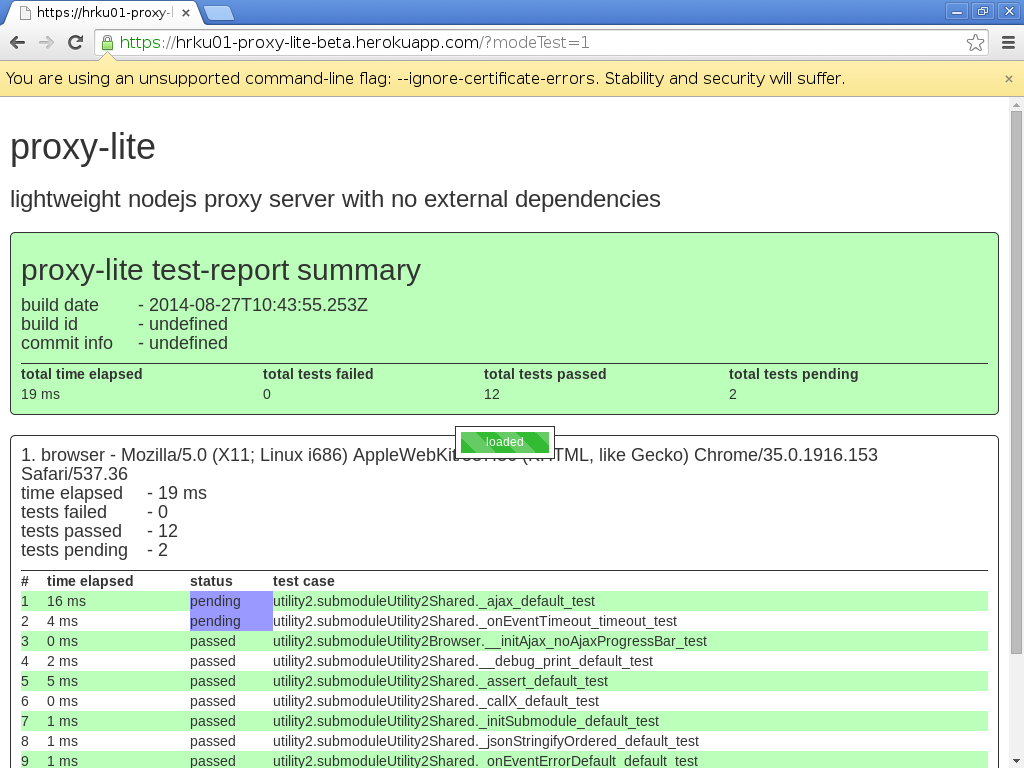 https://hrku01-proxy-l
https://hrku01-proxy-lite-beta.herokuapp.com/?modeTest=1
You are using an unsupported command-line flag: --ignore-certificate-errors. Stability and security will suffer.
proxy-lite
lightweight nodejs proxy server with no external dependencies
proxy-lite test-report summary
build date - 2014-08-27T10:43:55.253Z
build id - undefined
commit info - undefined
total time elapsed total tests failed total tests passed total tests pending
19 ms 0 12 2
loaded
1. browser - Mozilla/5.0 (X11; Linux i686) AppleWebKit (KHTML, like Gecko) Chrome/35.0.1916.153
Safari/537.36
time elapsed - 19 ms
tests failed - 0
tests passed - 12
tests pending - 2
# time elapsed status test case
1 16 ms pending utility2.submoduleUtility2Shared._ajax_default_test
2 4 ms pending utility2.submoduleUtility2Shared._onEventTimeout_timeout_test
3 0 ms passed utility2.submoduleUtility2Browser.__initAjax_noAjaxProgressBar_test
4 2 ms passed utility2.submoduleUtility2Shared.__debug_print_default_test
5 5 ms passed utility2.submoduleUtility2Shared._assert_default_test
6 0 ms passed utility2.submoduleUtility2Shared._callX_default_test
7 1 ms passed utility2.submoduleUtility2Shared._initSubmodule_default_test
8 1 ms passed utility2.submoduleUtility2Shared._jsonStringifyOrdered_default_test
9 1 ms passed utility2.submoduleUtility2Shared._onEventErrorDefault_default_test